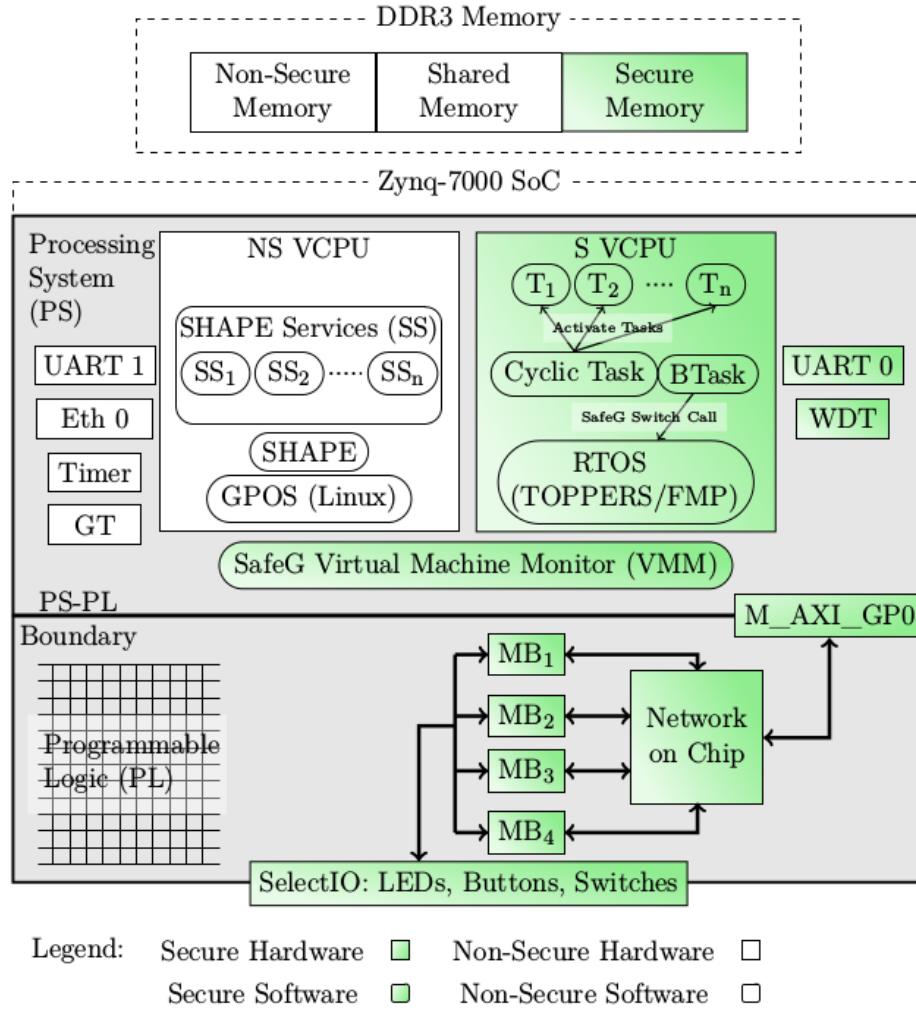 DDR3 Memory
Non-Secure
Memory
Shared
Memory
Secure
Memory
Zynq-7000 SoC
Processing
System
(PS)
UART 1
Eth 0
Timer
GT
NS VCPU
SHAPE Services (SS)
SS1 SS2 ..... SSn
SHAPE
GPOS (Linux)
S VCPU
T1 T2 .... Tn
Activate Tasks
Cyclic Task
BTask
SafeG Switch Call
RTOS
(TOPPERS/FMP)
UART 0
WDT
SafeG Virtual Machine Monitor (VMM)
PS-PL
Boundary
M_AXI_GP0
Programmable
Logic (PL)
MB1
MB2
MB3
MB4
Network
on Chip
SelectIO: LEDs, Buttons, Switches
Legend: Secure Hardware Non-Secure Hardware
Secure Software Non-Secure Software